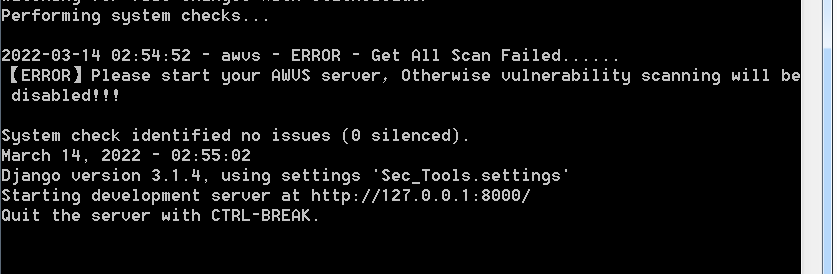 Performing system checks...
2022-03-14 02:54:52 - awvs - ERROR - Get All Scan Failed......
【ERROR】Please start your AWVS server, Otherwise vulnerability scanning will be
disabled!!!
System check identified no issues (0 silenced).
March 14, 2022 - 02:55:02
Django version 3.1.4, using settings 'Sec_Tools.settings'
Starting development server at http://127.0.0.1:8000/
Quit the server with CTRL-BREAK.